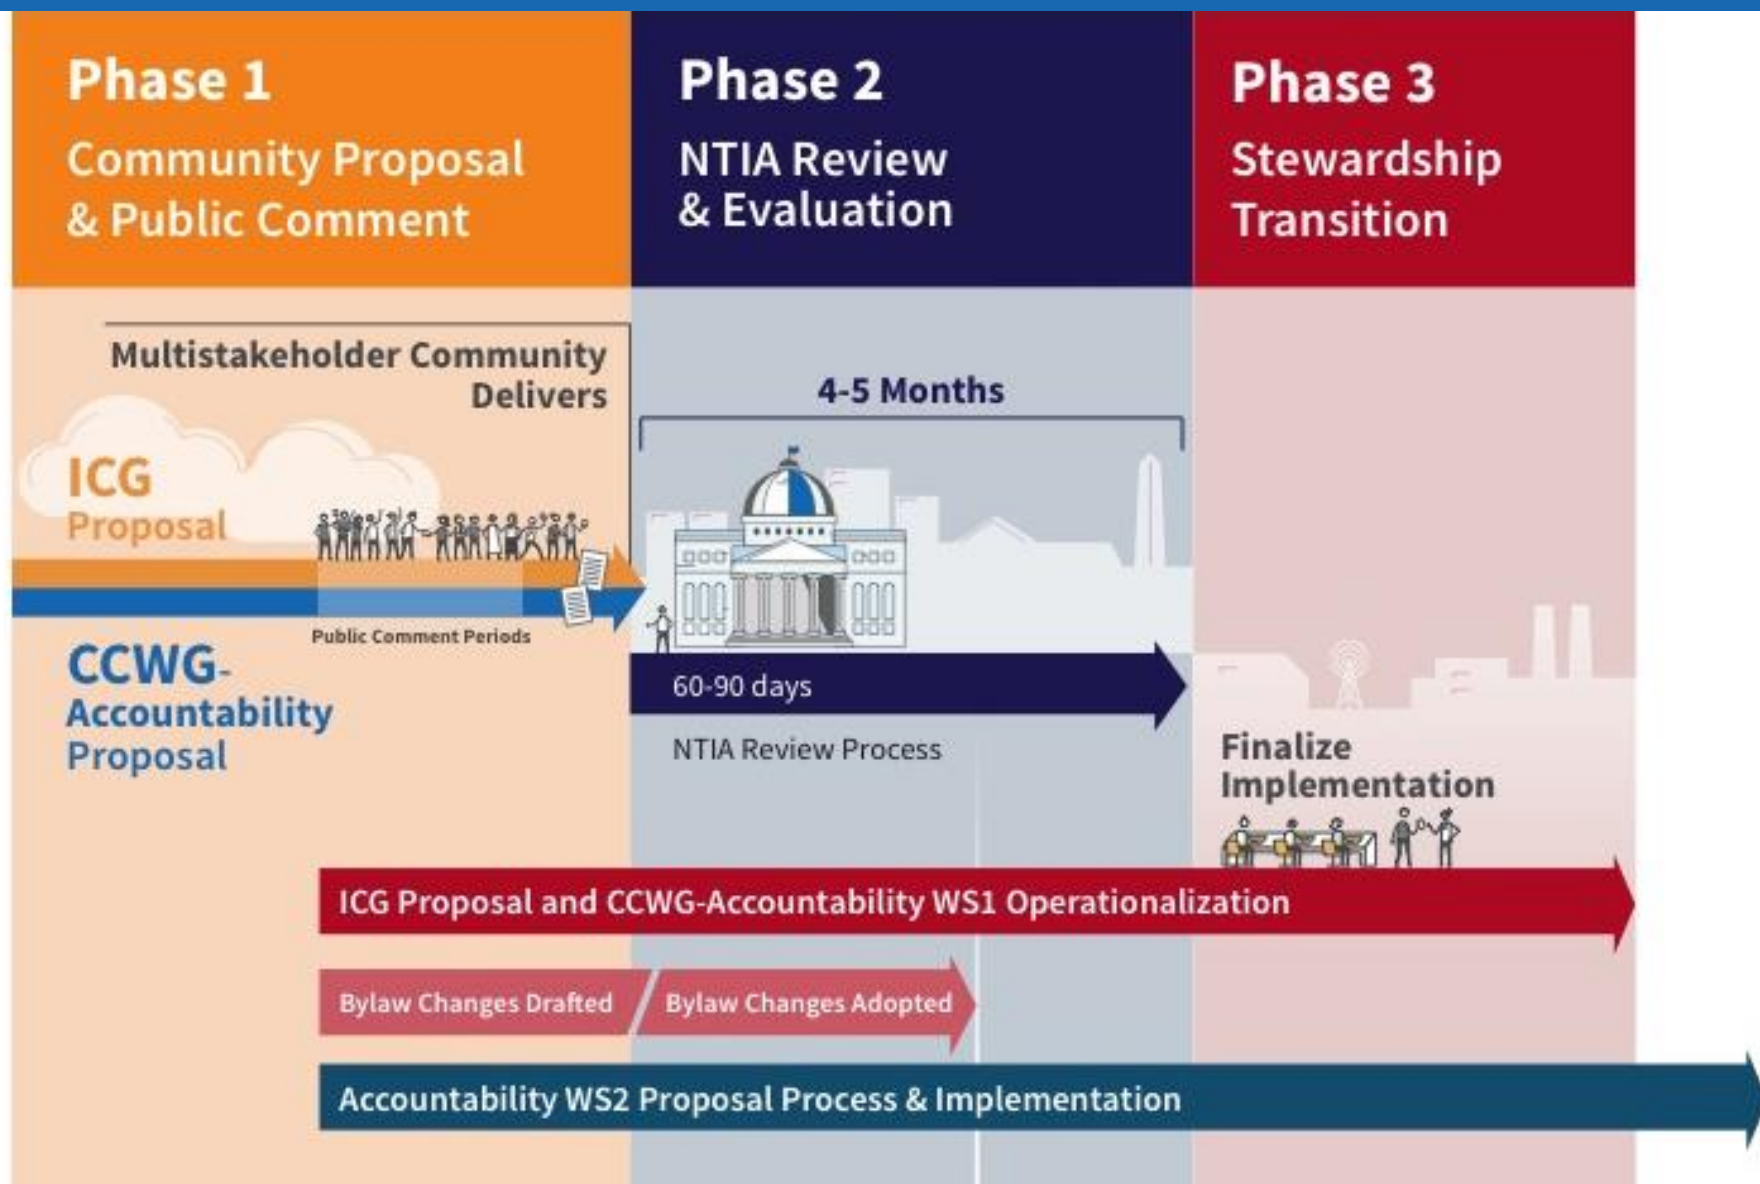 Phase 1
Community Proposal
& Public Comment
Phase 2
NTIA Review
& Evaluation
Phase 3
Stewardship
Transition
Multistakeholder Community
Delivers
ICG
Proposal
Public Comment Periods
CCWG-
Accountability
Proposal
4-5 Months
60-90 days
NTIA Review Process
Finalize
Implementation
ICG Proposal and CCWG-Accountability WS1 Operationalization
Bylaw Changes Drafted
Bylaw Changes Adopted
Accountability WS2 Proposal Process & Implementation